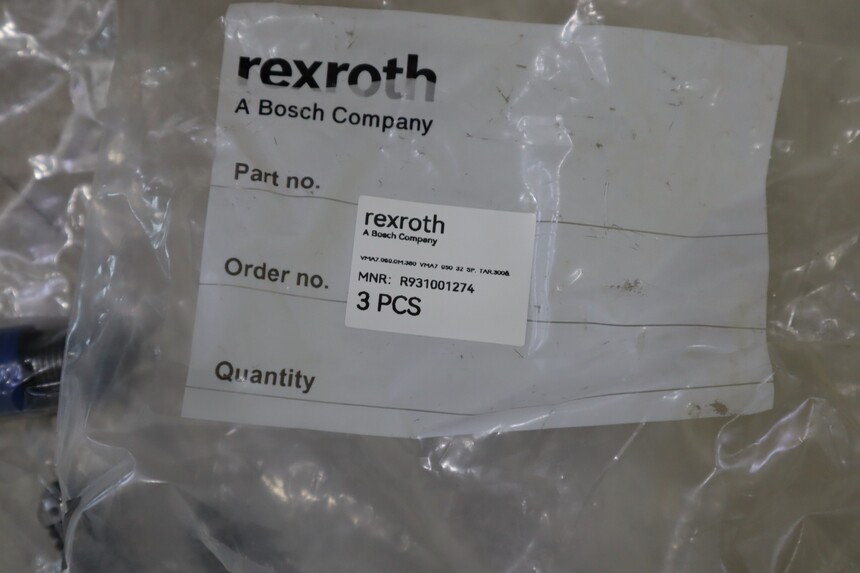 rexroth
A Bosch Company
Part no.
rexroth
A Bosch Company
MNR: R931001274
3 PCS
Order no.
Quantity